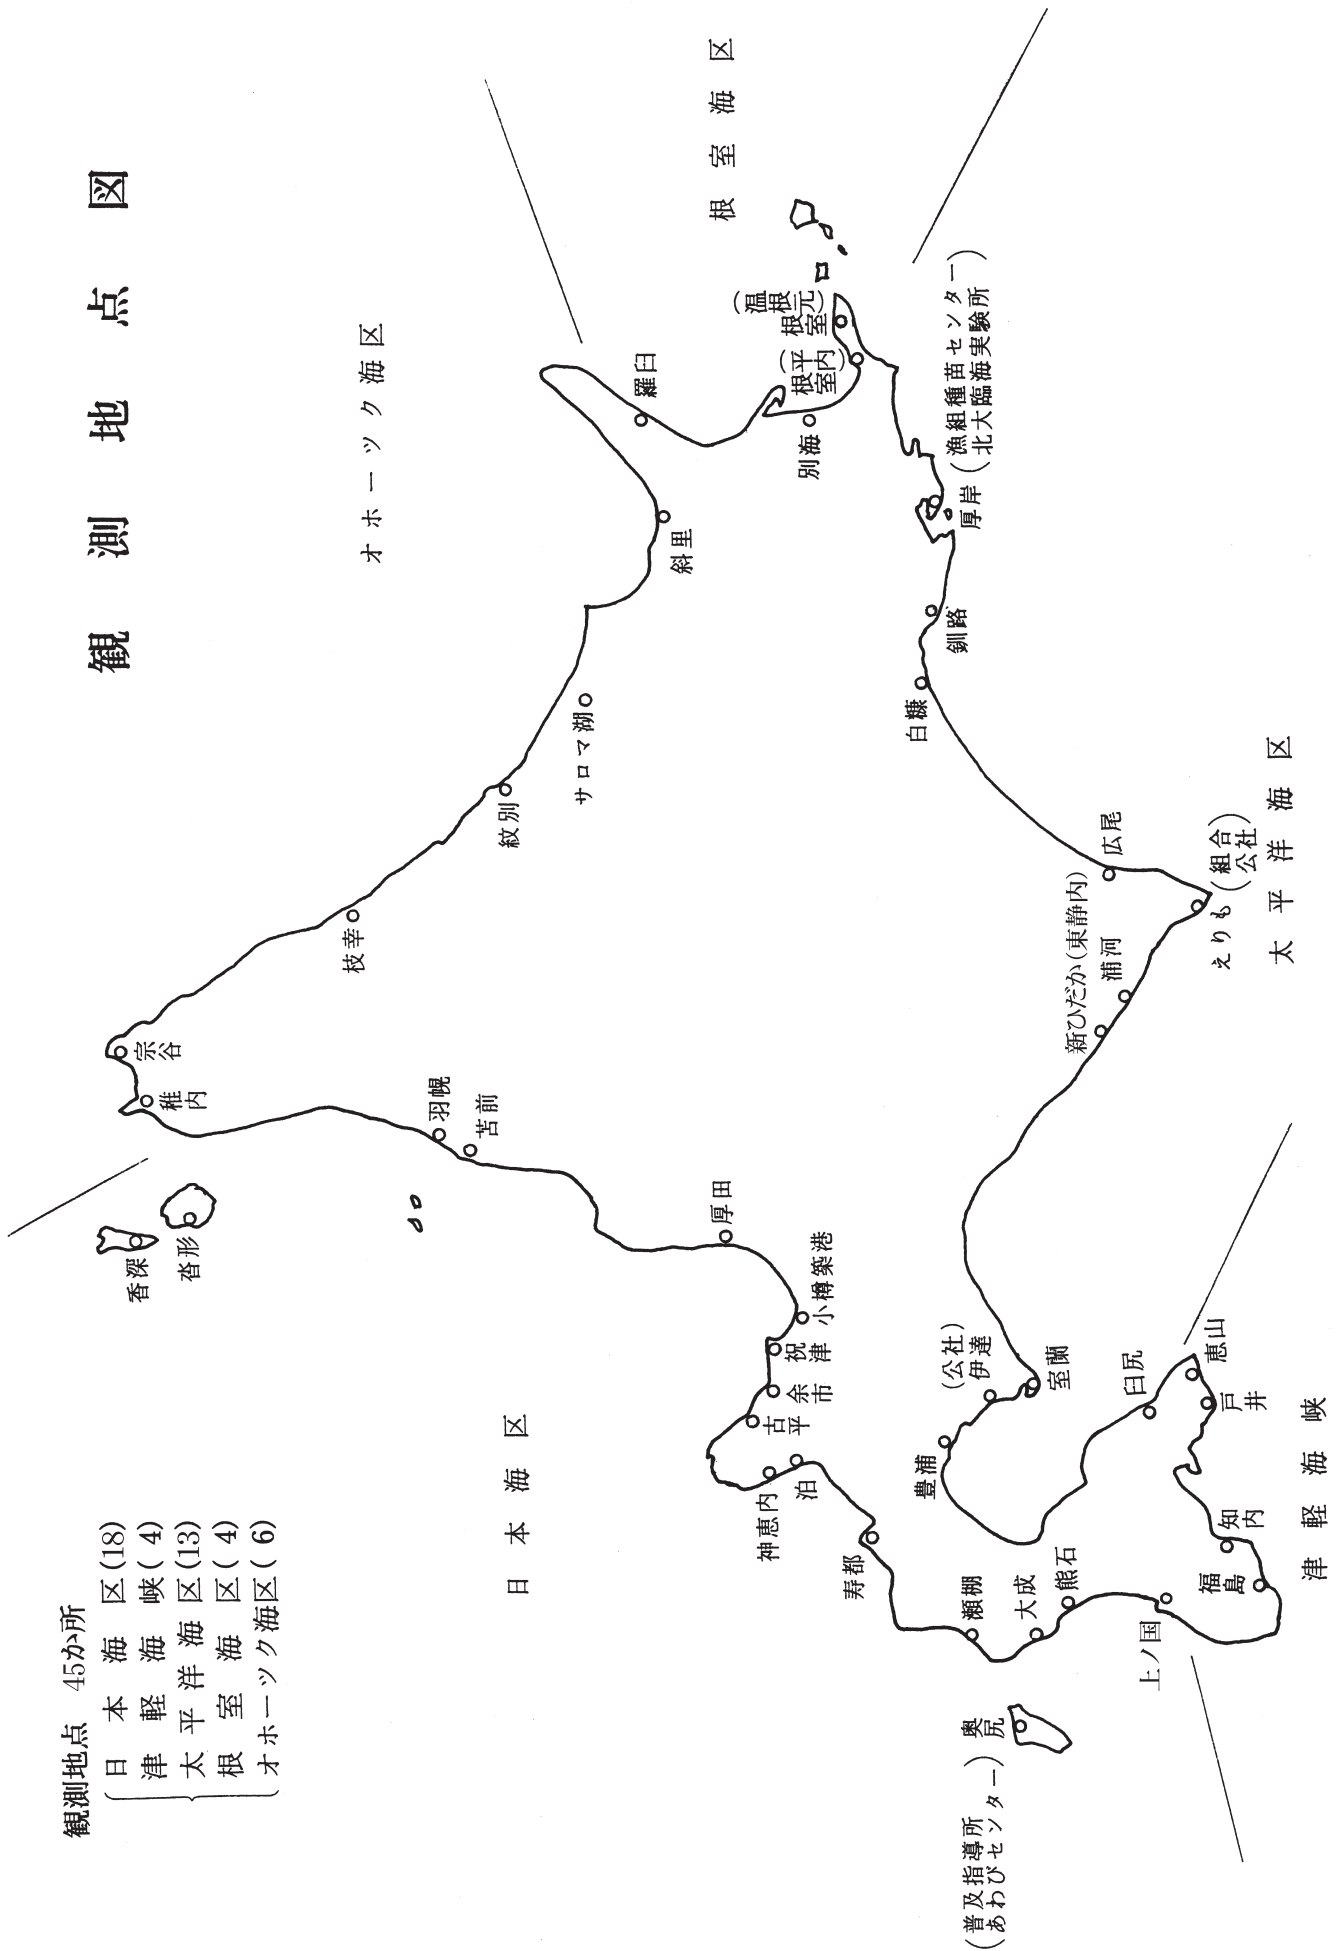 観測地点図
観測地点 45か所
日本海区(18)
津軽海峡( 4)
太平洋海区(13)
根室海区( 4)
オホーツク海区( 6)
オホーツク海区
根室海区
日本海区
太平洋海区
津軽海峡
香深
沓形
稚内
宗谷
枝幸
紋別
サロマ湖
斜里
羅臼
別海
根室
(平内)
根室
(温根元)
厚岸(漁組種苗センター
北大臨海実験所)
釧路
白糠
広尾
えりも(組合
公社)
浦河
新ひだか(東静内)
室蘭
(公社)
伊達
豊浦
臼尻
恵山
戸井
知内
福島
上ノ国
熊石
大成
瀬棚
奥尻
(普及指導所
あわびセンター)
寿都
泊
神恵内
古平
余市
祝津
小樽築港
厚田
苫前
羽幌